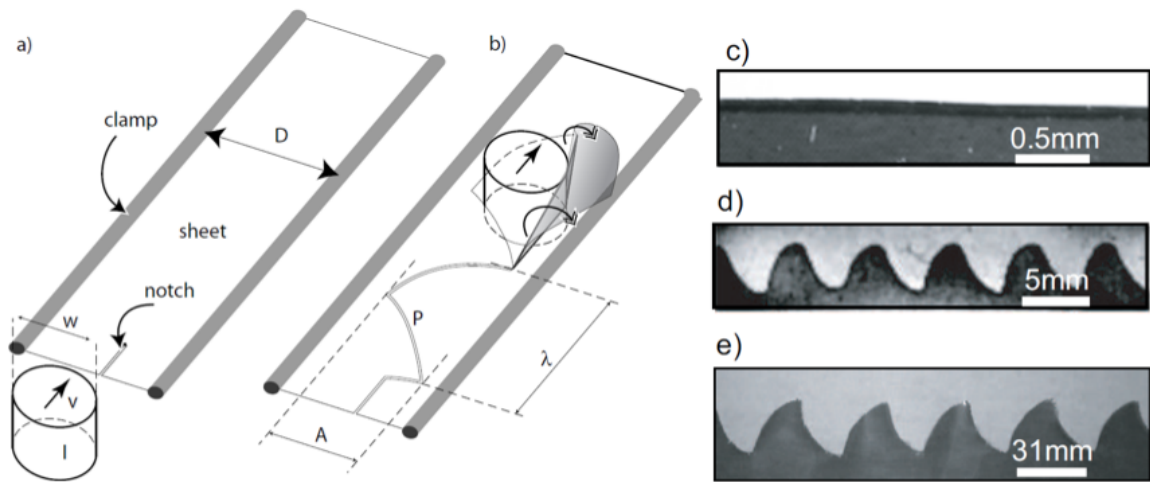 a)
clamp
D
sheet
notch
w
v
I
b)
P
λ
A
c)
0.5mm
d)
5mm
e)
31mm